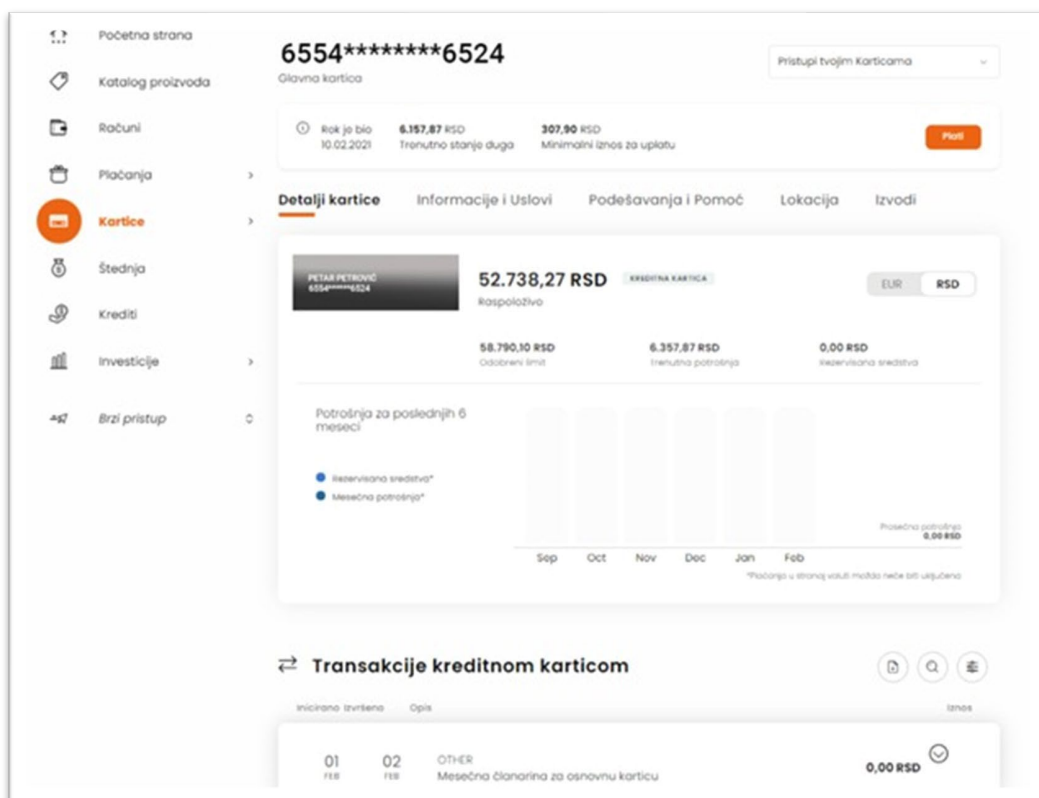 Početna strana
Katalog proizvoda
Računi
Plaćanja
Kartice
Štednja
Krediti
Investicije
Brzi pristup
6554********6524
Glavna kartica
Pristupi tvojim Karticama
Rok je bio
10.02.2021
6.157,87 RSD
Trenutno stanje duga
307,90 RSD
Minimalni iznos za uplatu
Plati
Detalji kartice
Informacije i Uslovi
Podešavanja i Pomoć
Lokacija
Izvodi
PETAR PETROVIĆ
6554********6524
52.738,27 RSD
KREDITNA KARTICA
Raspoloživo
EUR
RSD
58.790,10 RSD
Odobreni limit
6.357,87 RSD
Trenutna potrošnja
0,00 RSD
Rezervisana sredstva
Potrošnja za poslednjih 6
meseci
Rezervisana sredstva*
Mesečna potrošnja*
Prosečna potrošnja
0,00 RSD
Sep Oct Nov Dec Jan Feb
*Plaćanja u stranoj valuti možda neće biti uključena
Transakcije kreditnom karticom
Inicirano Izvršeno Opis Iznos
01
FEB
02
FEB
OTHER
Mesečna članarina za osnovnu karticu
0,00 RSD